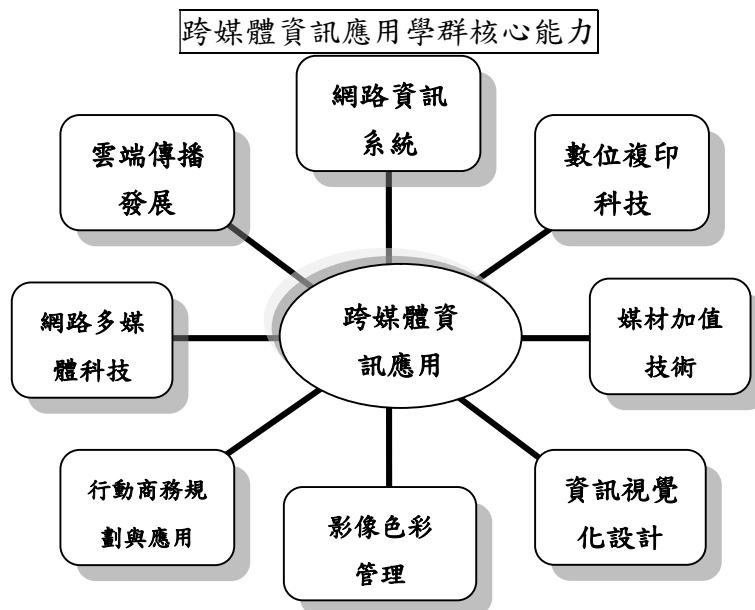 跨媒體資訊應用學群核心能力
網路資訊
系統
雲端傳播
發展
數位複印
科技
網路多媒
體科技
跨媒體資
訊應用
媒材加值
技術
行動商務規
劃與應用
影像色彩
管理
資訊視覺
化設計